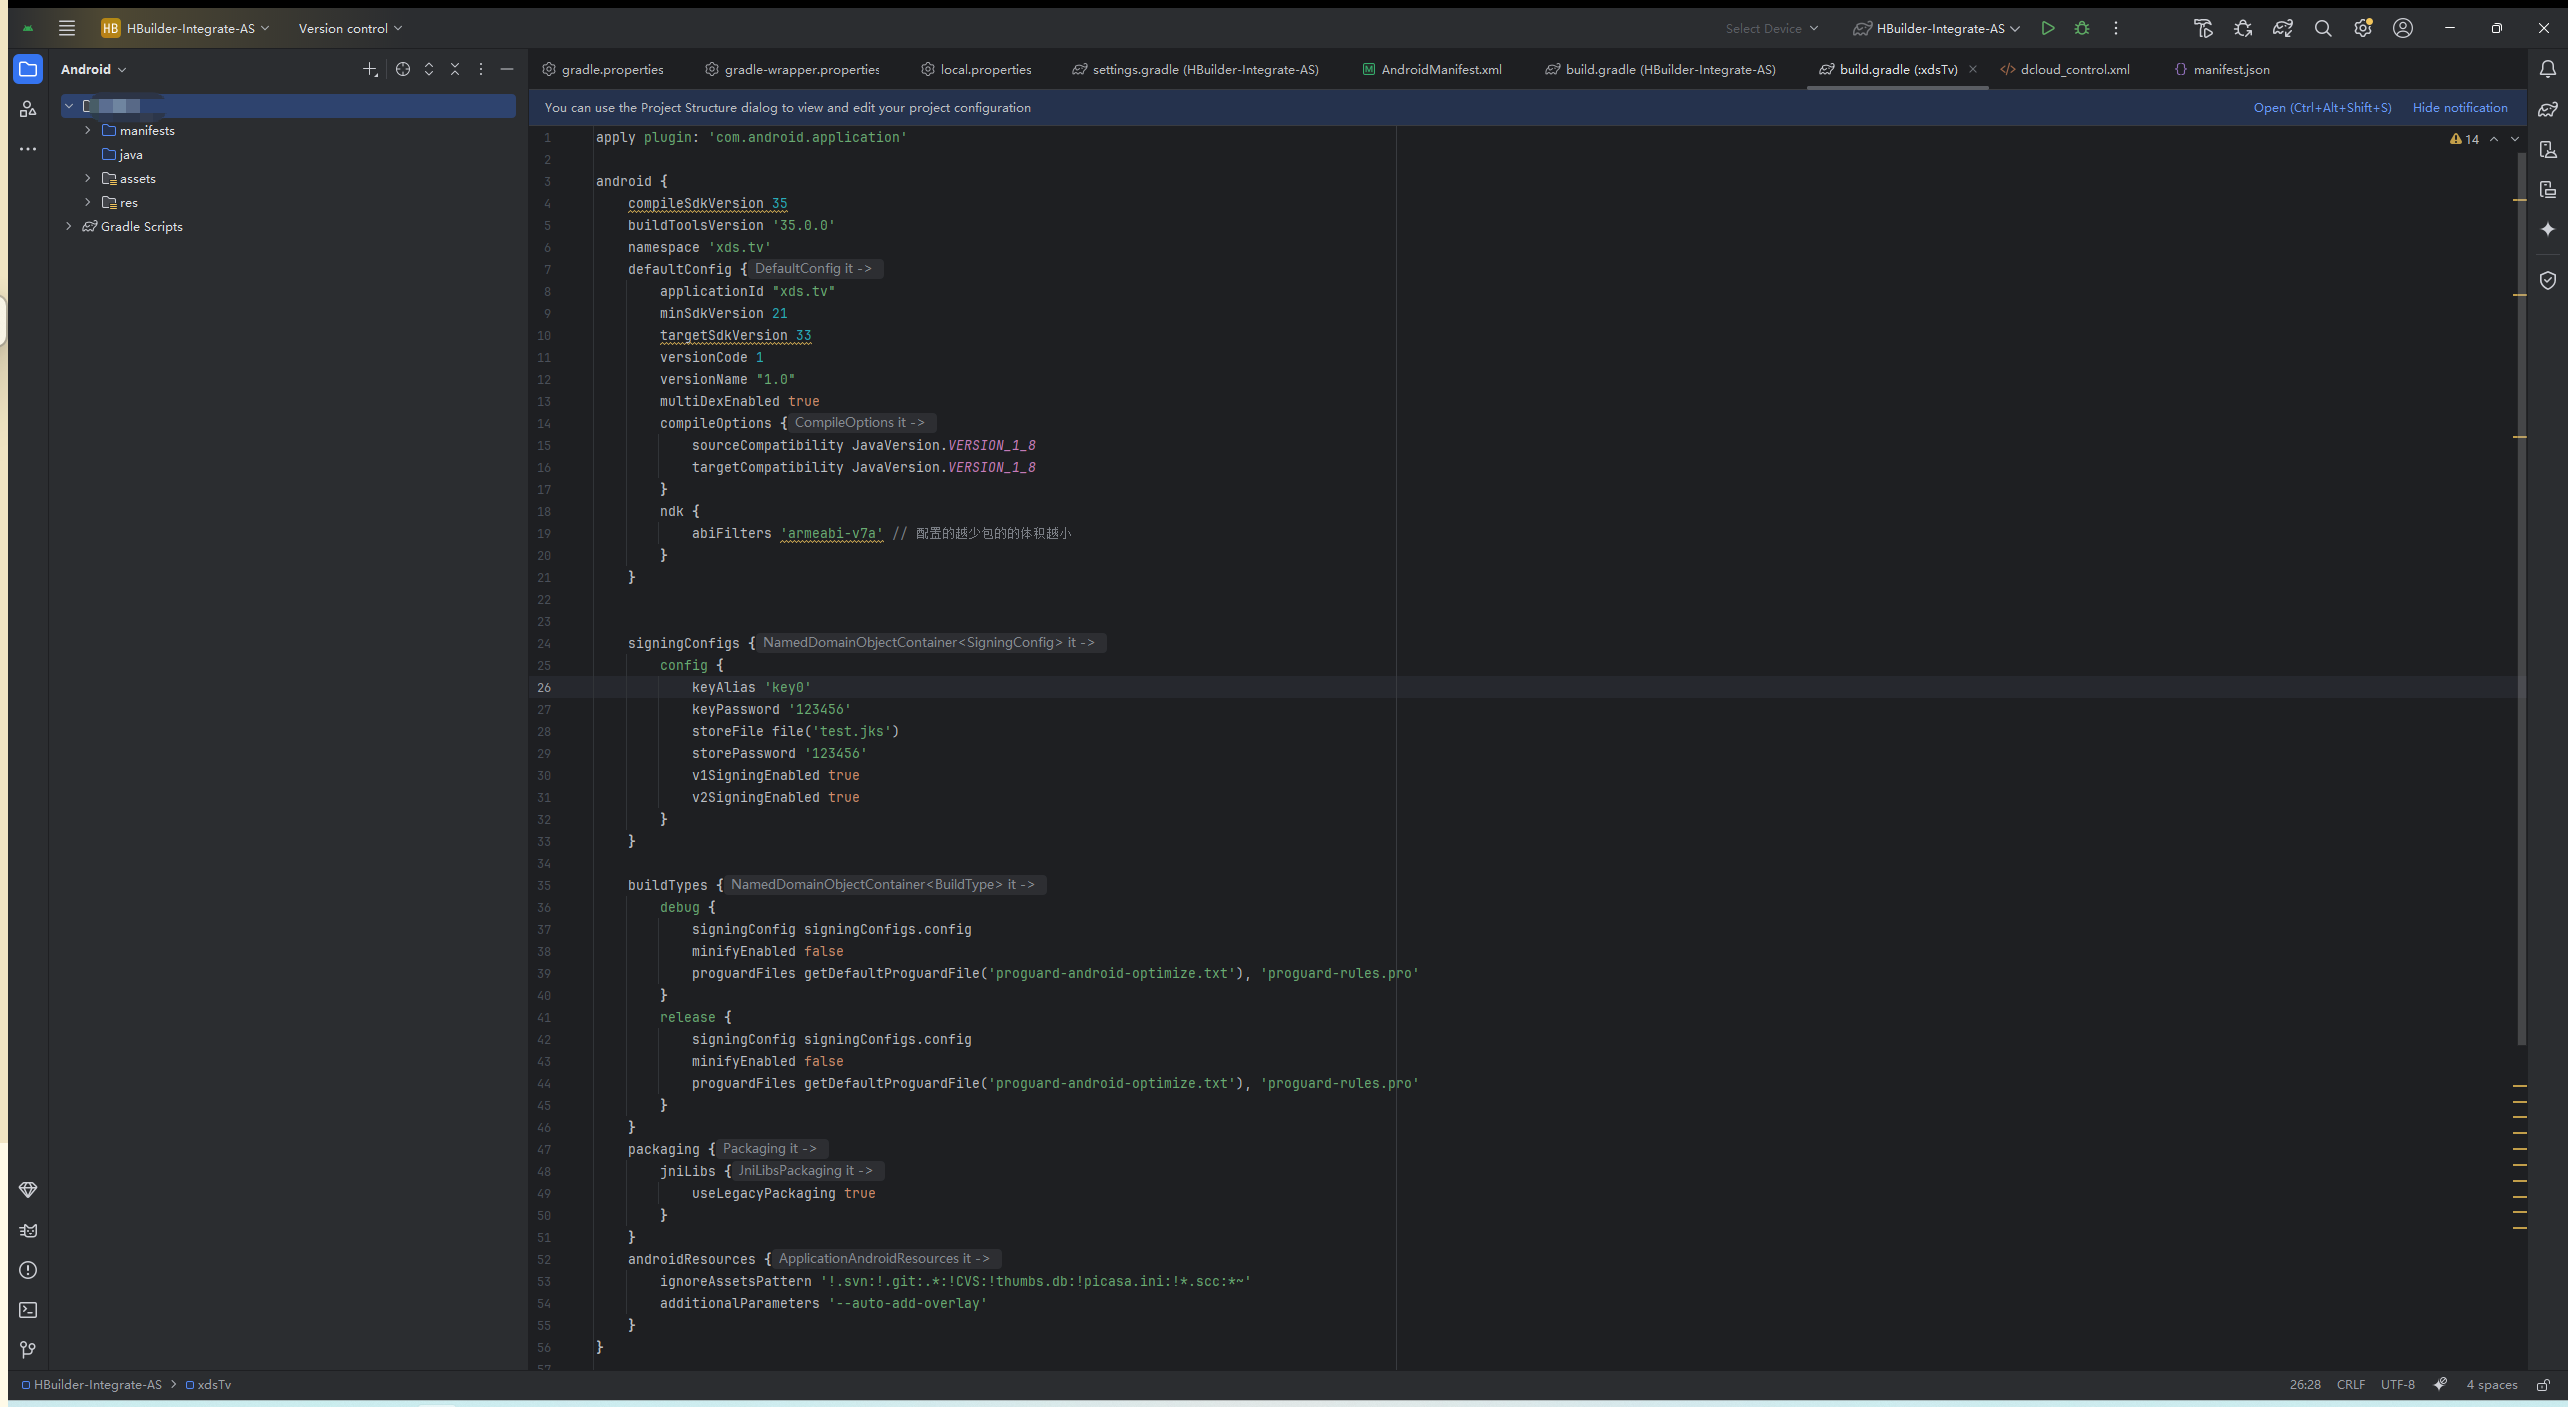 HB HBuilder-Integrate-AS Version control Select Device HBuilder-Integrate-AS
Android
manifests
java
assets
res
Gradle Scripts
gradle.properties gradle-wrapper.properties local.properties settings.gradle (HBuilder-Integrate-AS) AndroidManifest.xml build.gradle (HBuilder-Integrate-AS) build.gradle (:xdsTv) dcloud_control.xml manifest.json
You can use the Project Structure dialog to view and edit your project configuration Open (Ctrl+Alt+Shift+S) Hide notification
14
1 apply plugin: 'com.android.application'
2
3 android {
4 compileSdkVersion 35
5 buildToolsVersion '35.0.0'
6 namespace 'xds.tv'
7 defaultConfig { DefaultConfig it ->
8 applicationId "xds.tv"
9 minSdkVersion 21
10 targetSdkVersion 33
11 versionCode 1
12 versionName "1.0"
13 multiDexEnabled true
14 compileOptions { CompileOptions it ->
15 sourceCompatibility JavaVersion.VERSION_1_8
16 targetCompatibility JavaVersion.VERSION_1_8
17 }
18 ndk {
19 abiFilters 'armeabi-v7a' // 配置的越少包的的体积越小
20 }
21 }
22
23
24 signingConfigs { NamedDomainObjectContainer<SigningConfig> it ->
25 config {
26 keyAlias 'key0'
27 keyPassword '123456'
28 storeFile file('test.jks')
29 storePassword '123456'
30 v1SigningEnabled true
31 v2SigningEnabled true
32 }
33 }
34
35 buildTypes { NamedDomainObjectContainer<BuildType> it ->
36 debug {
37 signingConfig signingConfigs.config
38 minifyEnabled false
39 proguardFiles getDefaultProguardFile('proguard-android-optimize.txt'), 'proguard-rules.pro'
40 }
41 release {
42 signingConfig signingConfigs.config
43 minifyEnabled false
44 proguardFiles getDefaultProguardFile('proguard-android-optimize.txt'), 'proguard-rules.pro'
45 }
46 }
47 packaging { Packaging it ->
48 jniLibs { JniLibsPackaging it ->
49 useLegacyPackaging true
50 }
51 }
52 androidResources { ApplicationAndroidResources it ->
53 ignoreAssetsPattern '!.svn:!.git:.*:!CVS:!thumbs.db:!picasa.ini:!*.scc:*~'
54 additionalParameters '--auto-add-overlay'
55 }
56 }
57
HBuilder-Integrate-AS xdsTv 26:28 CRLF UTF-8 4 spaces